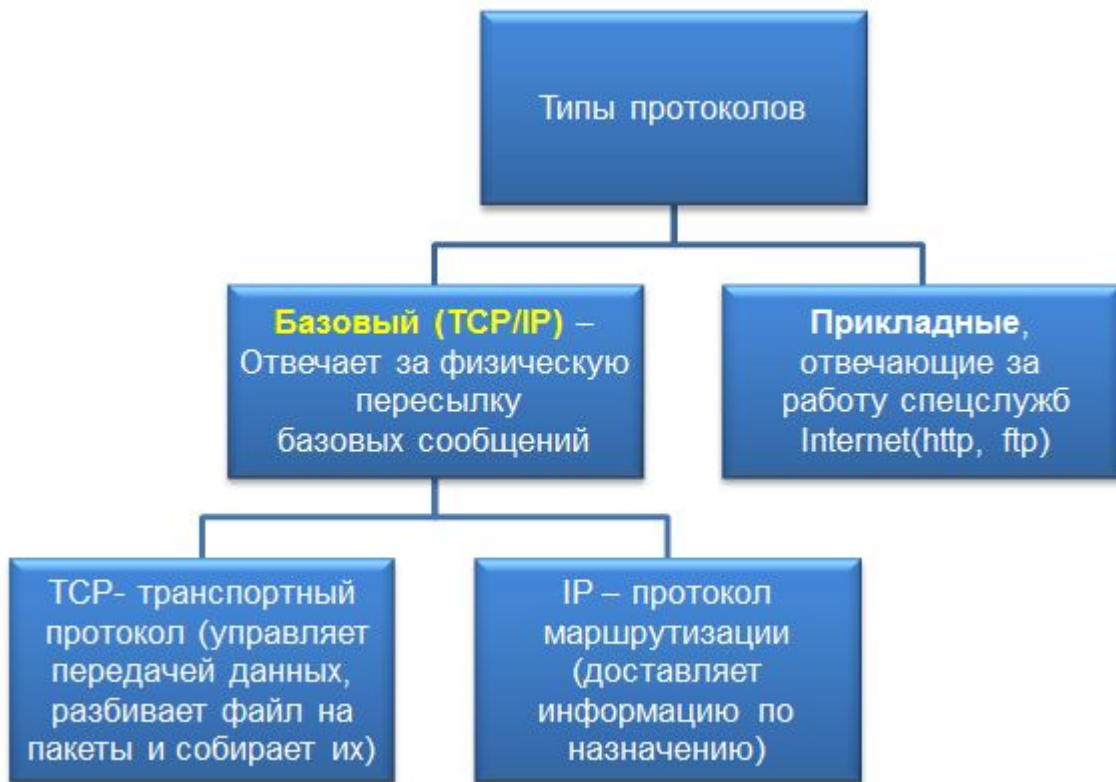 Типы протоколов
Базовый (TCP/IP) –
Отвечает за физическую
пересылку
базовых сообщений
Прикладные,
отвечающие за
работу спецслужб
Internet(http, ftp)
TCP- транспортный
протокол (управляет
передачей данных,
разбивает файл на
пакеты и собирает их)
IP – протокол
маршрутизации
(доставляет
информацию по
назначению)